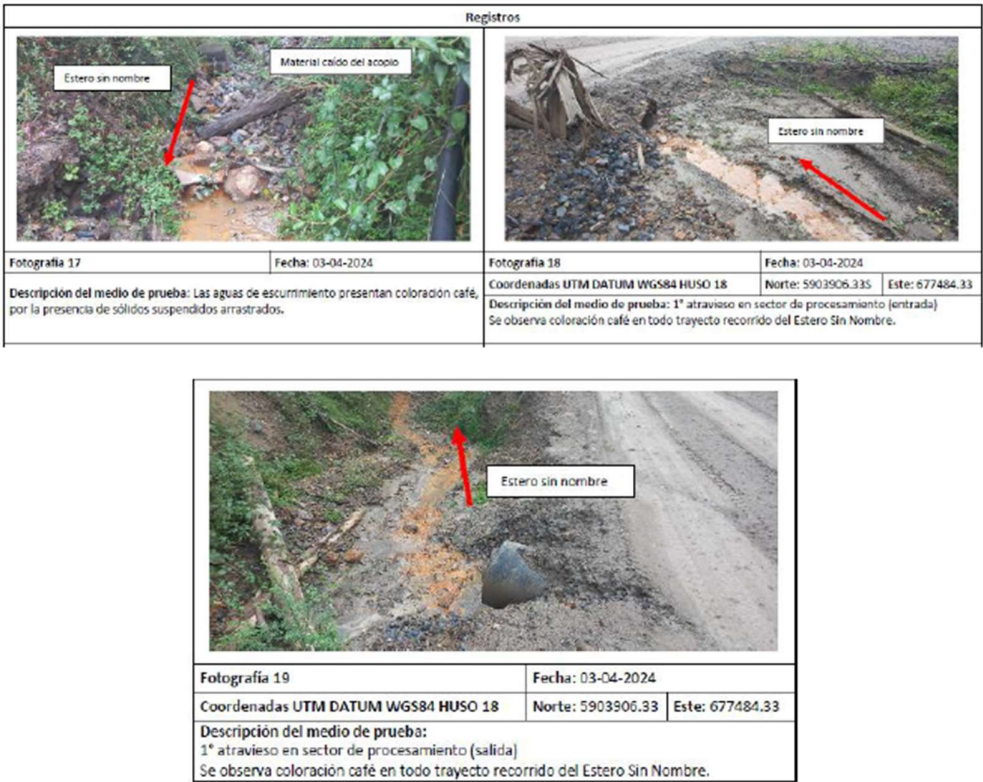 Registros
Estero sin nombre
Material caído del acopio
Estero sin nombre
Fotografía 17
Fecha: 03-04-2024
Descripción del medio de prueba: Las aguas de escurrimiento presentan coloración café,
por la presencia de sólidos suspendidos arrastrados.
Fotografía 18
Fecha: 03-04-2024
Coordenadas UTM DATUM WGS84 HUSO 18
Norte: 5903906.33S
Este: 677484.33
Descripción del medio de prueba: 1° atravieso en sector de procesamiento (entrada)
Se observa coloración café en todo trayecto recorrido del Estero Sin Nombre.
Estero sin nombre
Fotografía 19
Fecha: 03-04-2024
Coordenadas UTM DATUM WGS84 HUSO 18
Norte: 5903906.33
Este: 677484.33
Descripción del medio de prueba:
1° atravieso en sector de procesamiento (salida)
Se observa coloración café en todo trayecto recorrido del Estero Sin Nombre.